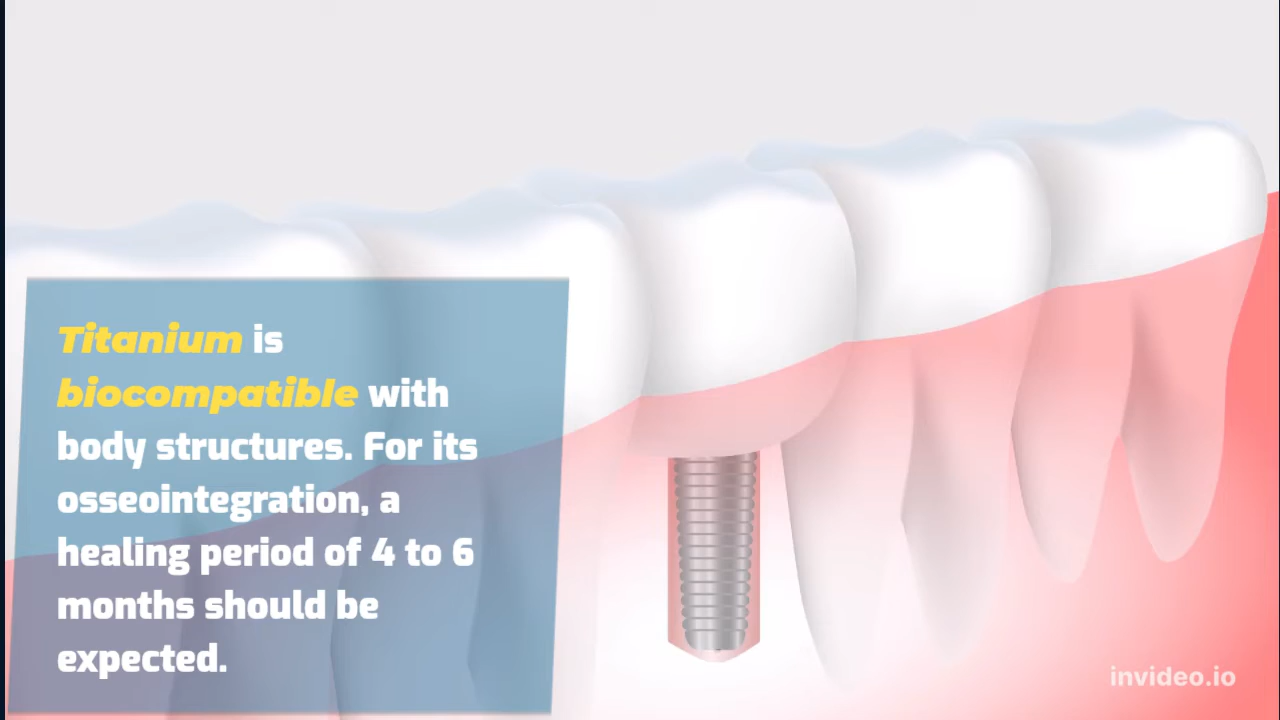 Titanium is
biocompatible with
body structures. For its
osseointegration, a
healing period of 4 to 6
months should be
expected.
invideo.io